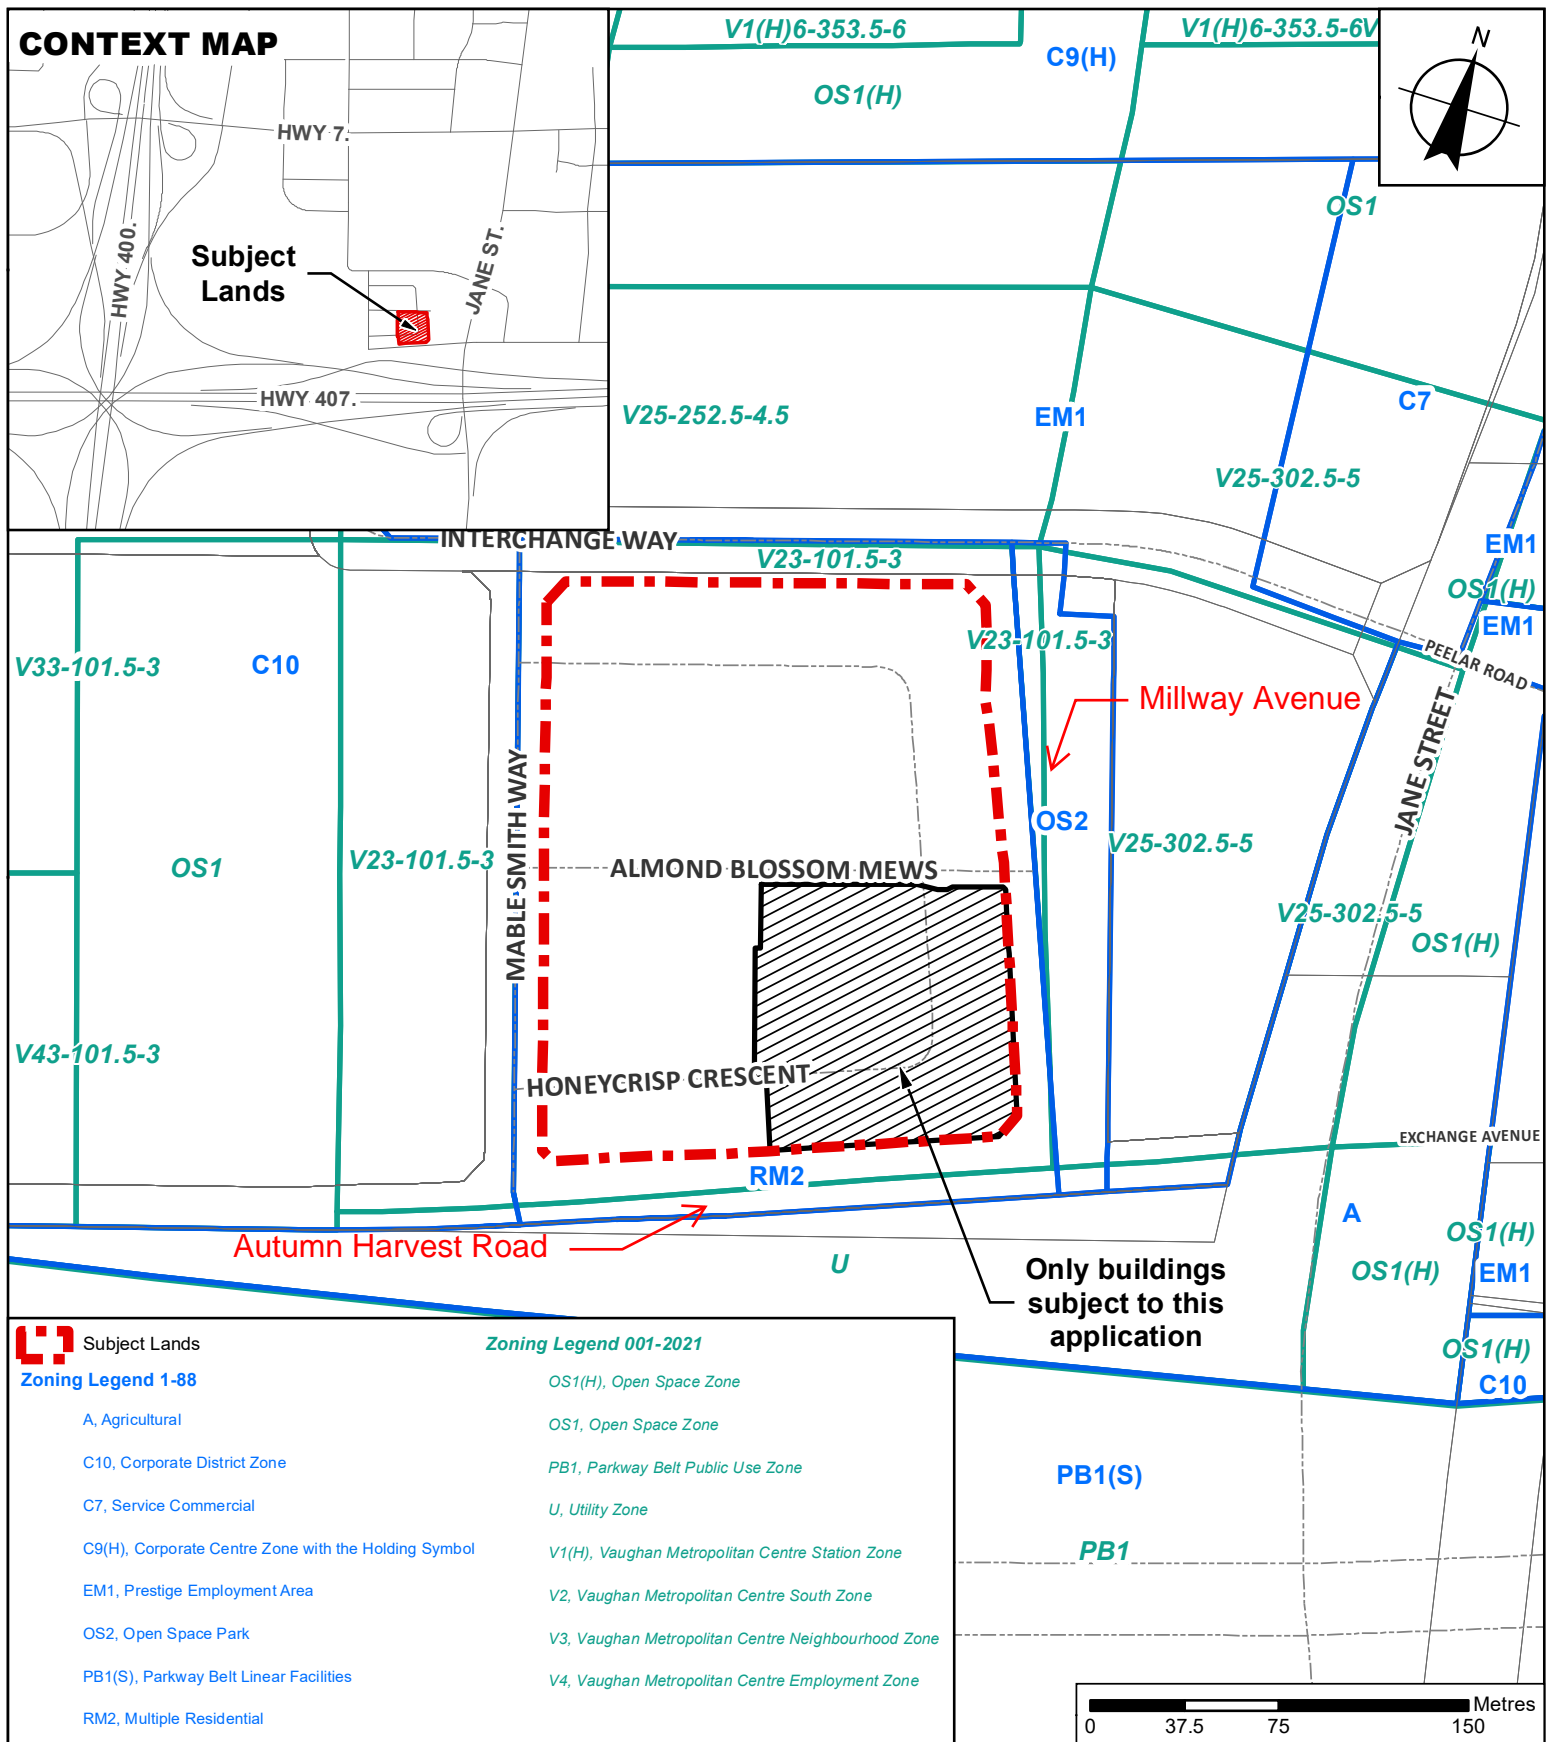 CONTEXT MAP
HWY 7.
HWY 400.
JANE ST.
Subject
Lands
HWY 407.
V1(H)6-353.5-6
C9(H)
V1(H)6-353.5-6V
N
OS1(H)
OS1
V25-252.5-4.5
EM1
C7
V25-302.5-5
INTERCHANGE WAY
V23-101.5-3
EM1
OS1(H)
EM1
PEELAR ROAD
V33-101.5-3
C10
V23-101.5-3
Millway Avenue
MABLE SMITH WAY
JANE STREET
OS2
V25-302.5-5
OS1
V23-101.5-3
ALMOND BLOSSOM MEWS
V25-302.5-5
OS1(H)
V43-101.5-3
HONEYCRISP CRESCENT
EXCHANGE AVENUE
RM2
A
OS1(H)
Autumn Harvest Road
U
OS1(H)
EM1
Only buildings
subject to this
application
OS1(H)
C10
PB1(S)
PB1
Subject Lands
Zoning Legend 1-88
A, Agricultural
C10, Corporate District Zone
C7, Service Commercial
C9(H), Corporate Centre Zone with the Holding Symbol
EM1, Prestige Employment Area
OS2, Open Space Park
PB1(S), Parkway Belt Linear Facilities
RM2, Multiple Residential
Zoning Legend 001-2021
OS1(H), Open Space Zone
OS1, Open Space Zone
PB1, Parkway Belt Public Use Zone
U, Utility Zone
V1(H), Vaughan Metropolitan Centre Station Zone
V2, Vaughan Metropolitan Centre South Zone
V3, Vaughan Metropolitan Centre Neighbourhood Zone
V4, Vaughan Metropolitan Centre Employment Zone
Metres
0 37.5 75 150